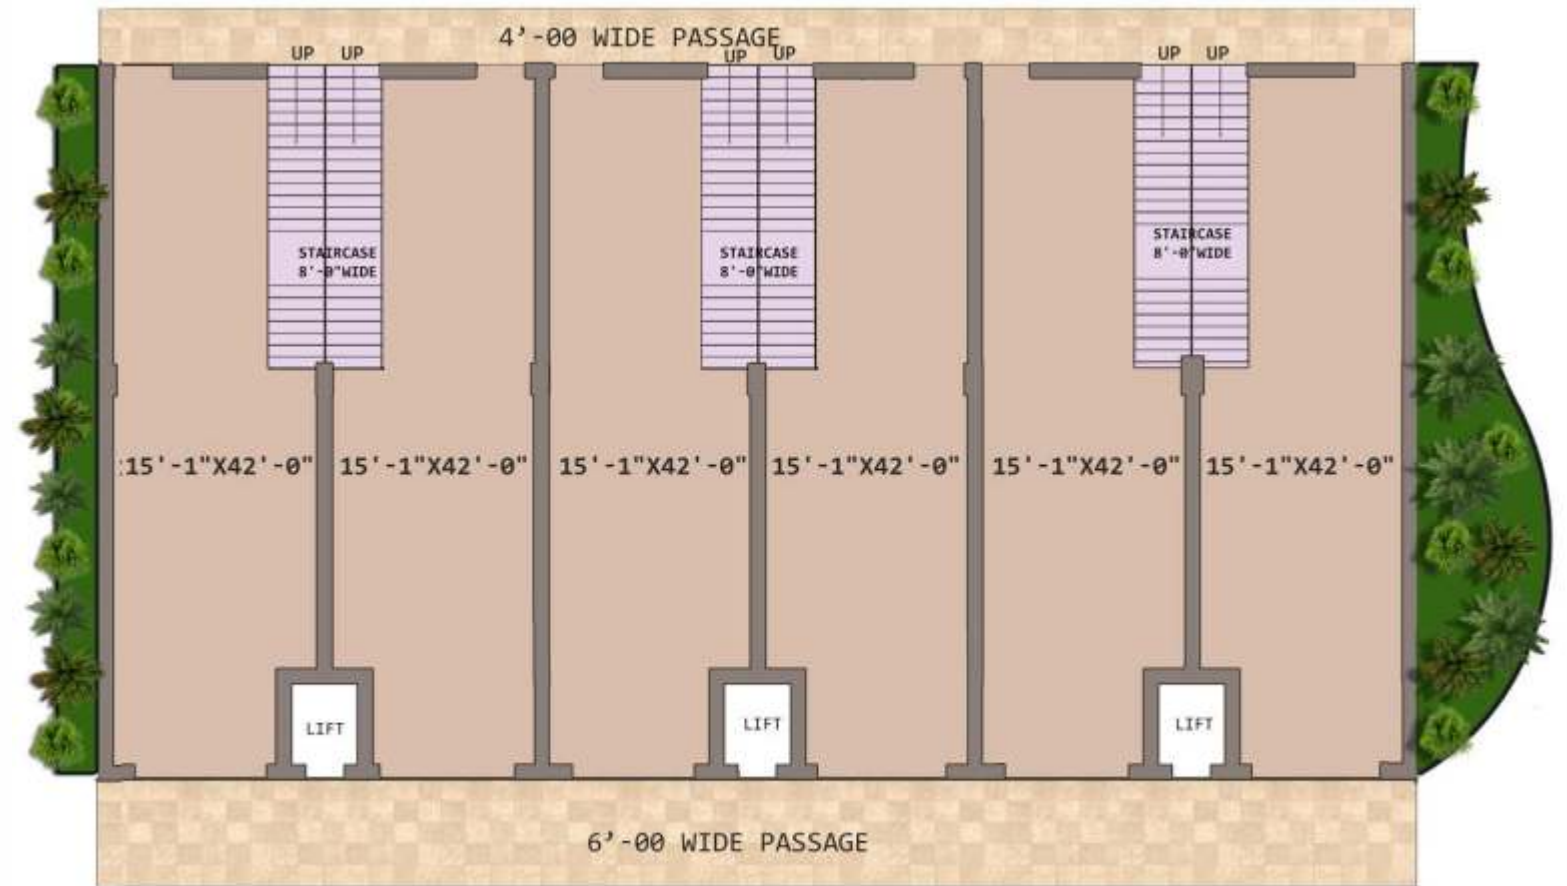 4’-00 WIDE PASSAGE
UP UP
UP UP
UP UP
STAIRCASE
8'-0"WIDE
STAIRCASE
8'-0"WIDE
STAIRCASE
8'-0"WIDE
15'-1"X42'-0"
15'-1"X42'-0"
15'-1"X42'-0"
15'-1"X42'-0"
15'-1"X42'-0"
15'-1"X42'-0"
LIFT
LIFT
LIFT
6’-00 WIDE PASSAGE